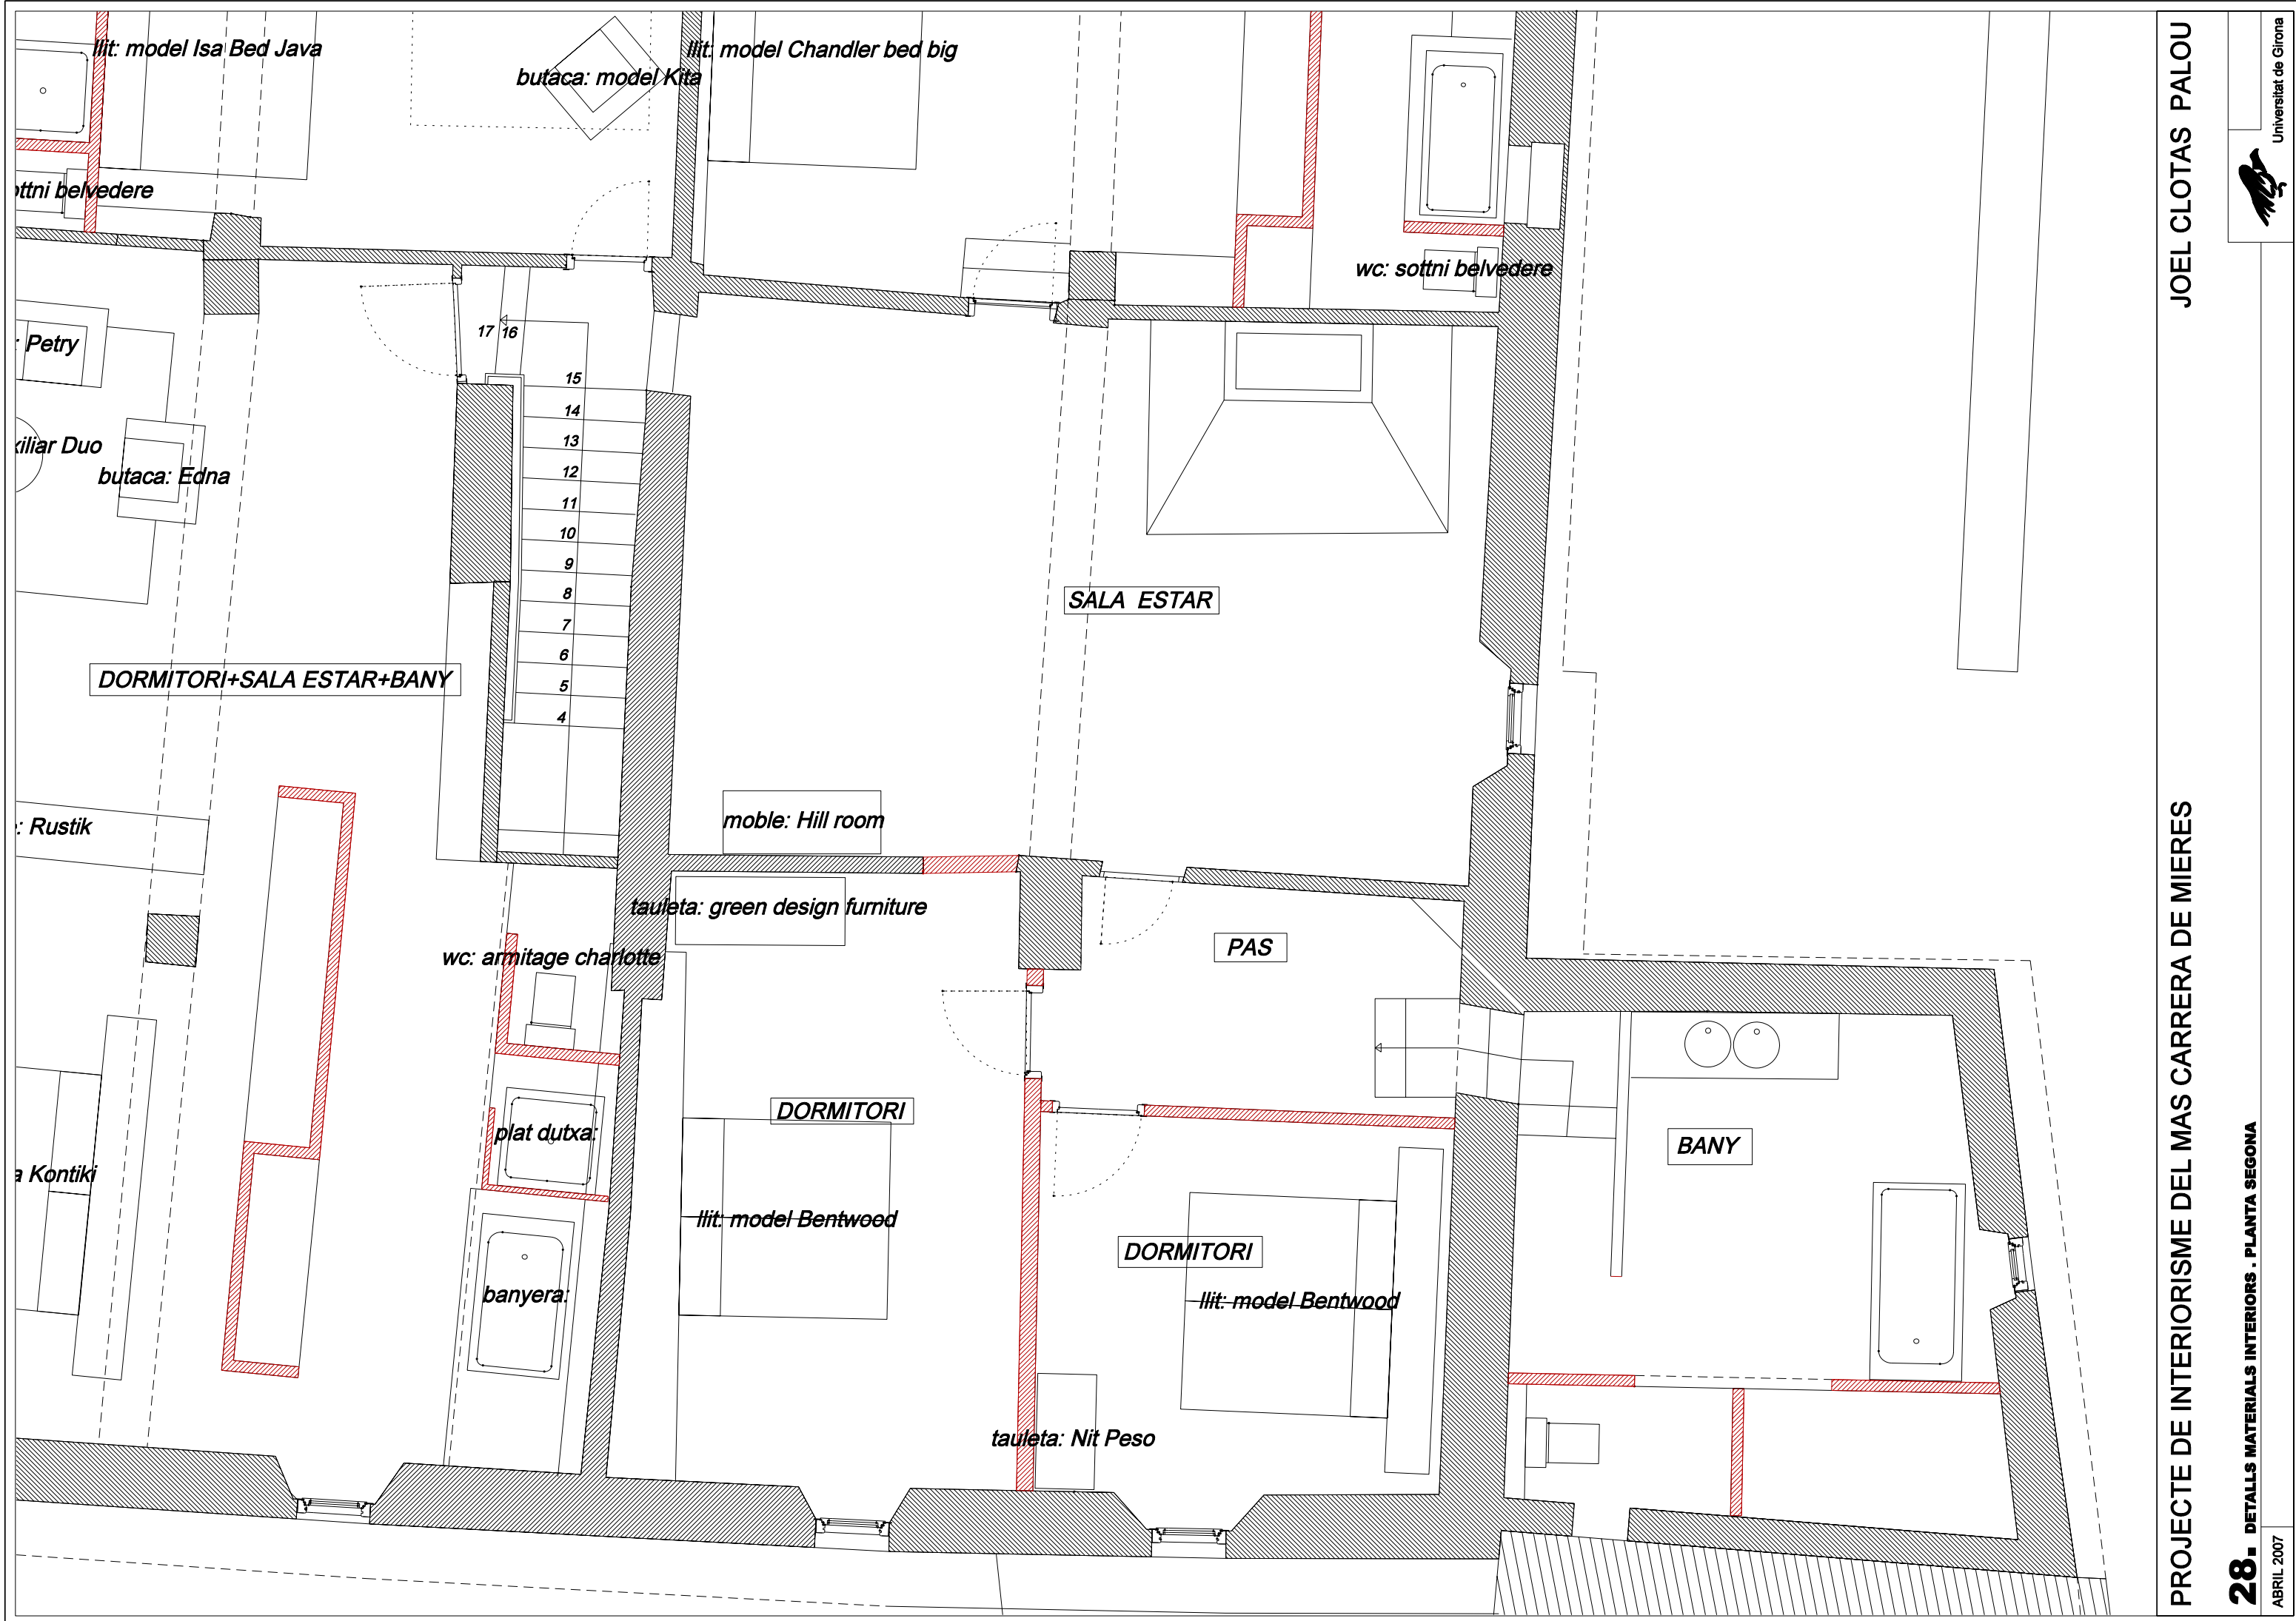 llit: model Isa Bed Java
butaca: model Kita
llit: model Chandler bed big
ottni belvedere
wc: sottni belvedere
: Petry
17 16
15
14
13
12
11
10
9
8
7
6
5
4
xiliar Duo
butaca: Edna
SALA ESTAR
DORMITORI+SALA ESTAR+BANY
moble: Hill room
: Rustik
tauleta: green design furniture
wc: armitage charlotte
PAS
DORMITORI
plat dutxa:
BANY
a Kontiki
llit: model Bentwood
DORMITORI
banyera:
llit: model Bentwood
tauleta: Nit Peso
PROJECTE DE INTERIORISME DEL MAS CARRERA DE MIERES
JOEL CLOTAS PALOU
28. DETALLS MATERIALS INTERIORS . PLANTA SEGONA
ABRIL 2007
Universitat de Girona